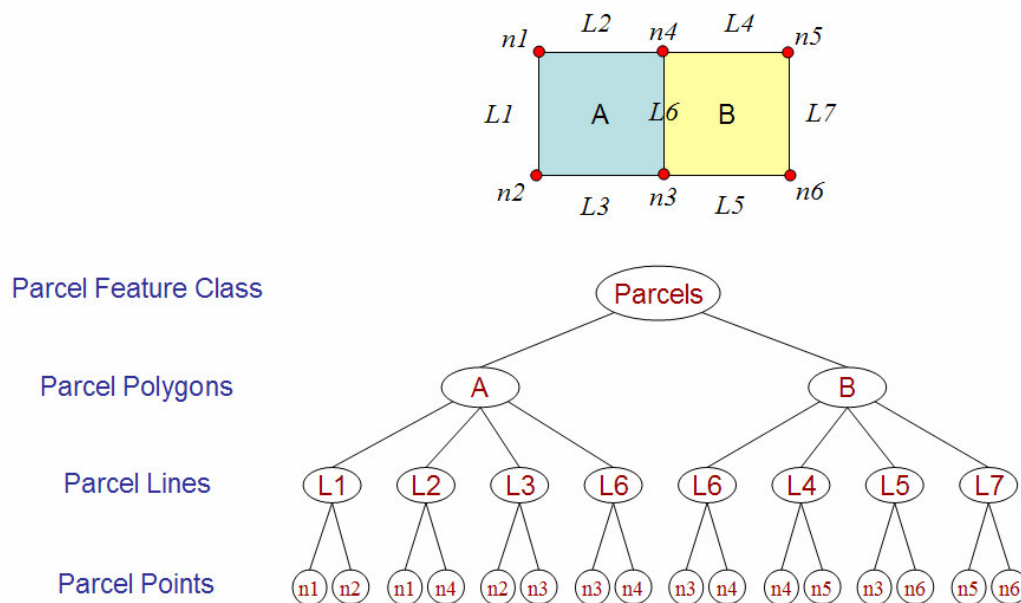 L2 L4
n1 n4 n5
L1 A L6 B L7
n2 n3 n6
L3 L5
Parcel Feature Class Parcels
Parcel Polygons A B
Parcel Lines L1 L2 L3 L6 L6 L4 L5 L7
Parcel Points n1 n2 n1 n4 n2 n3 n3 n4 n3 n4 n4 n5 n3 n6 n5 n6